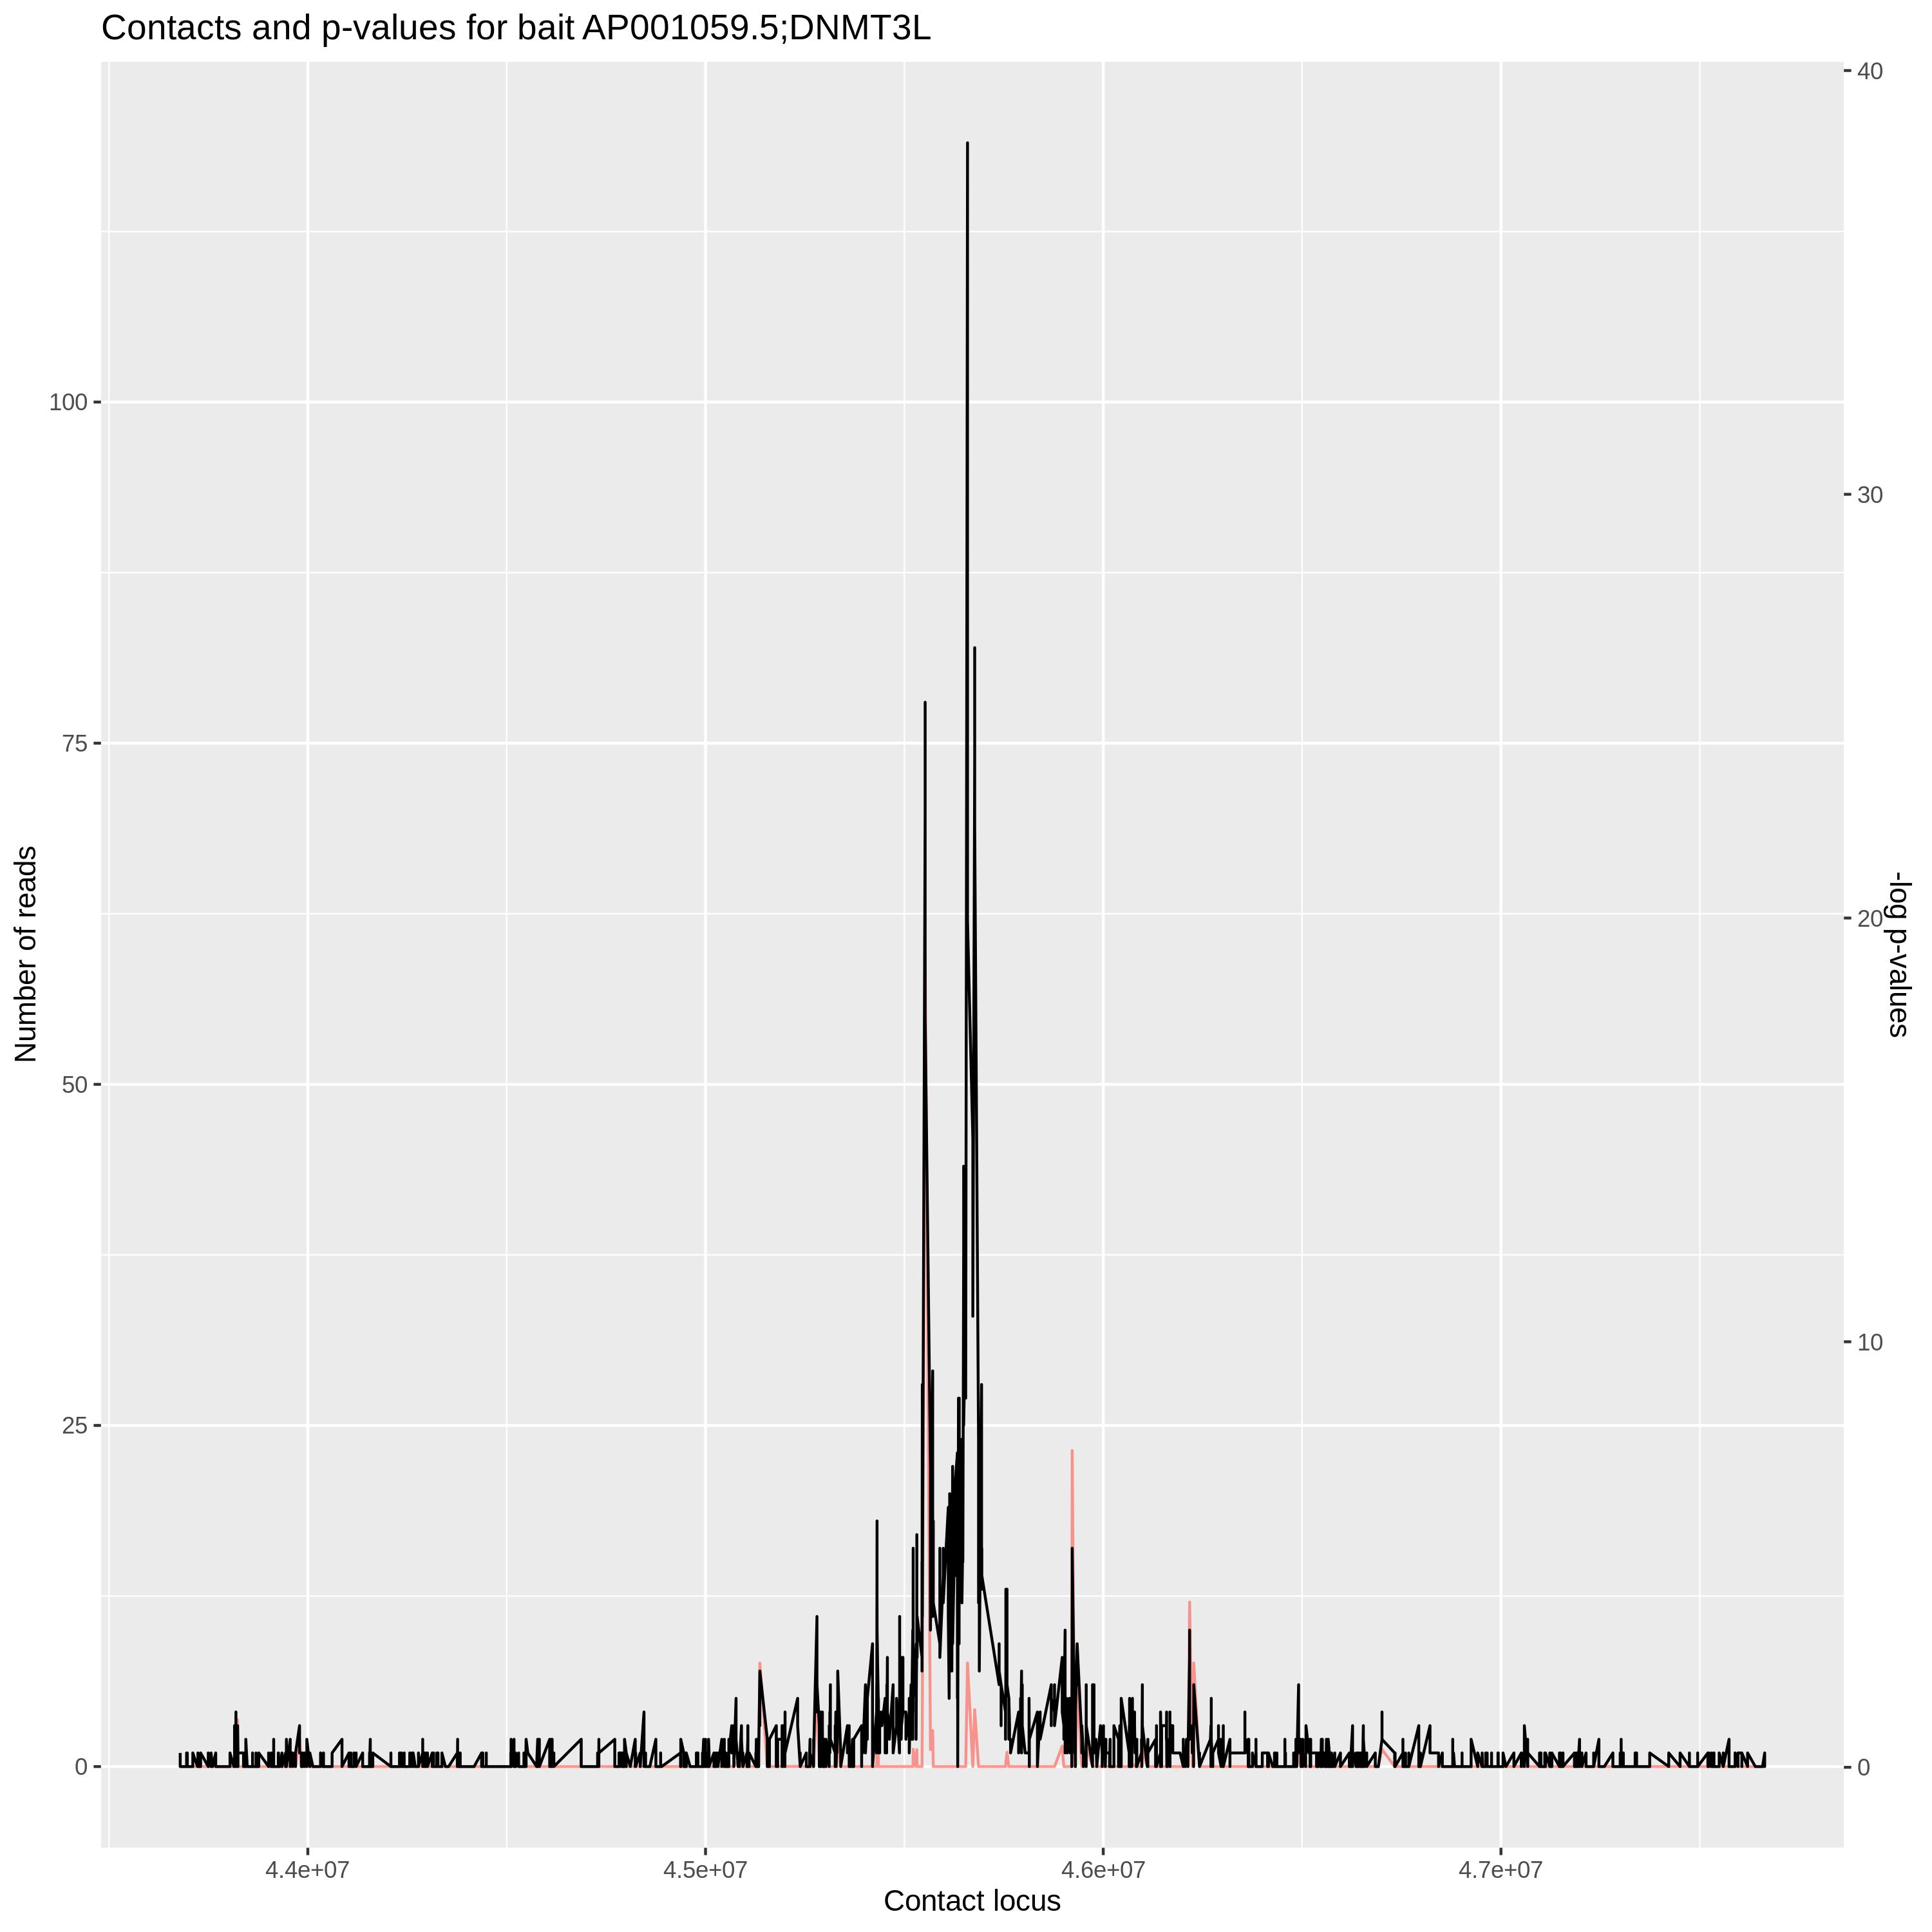 Contacts and p-values for bait AP001059.5;DNMT3L
40
100
30
75
Number of reads
-log p-values
20
50
10
25
0
0
4.4e+07
4.5e+07
4.6e+07
4.7e+07
Contact locus